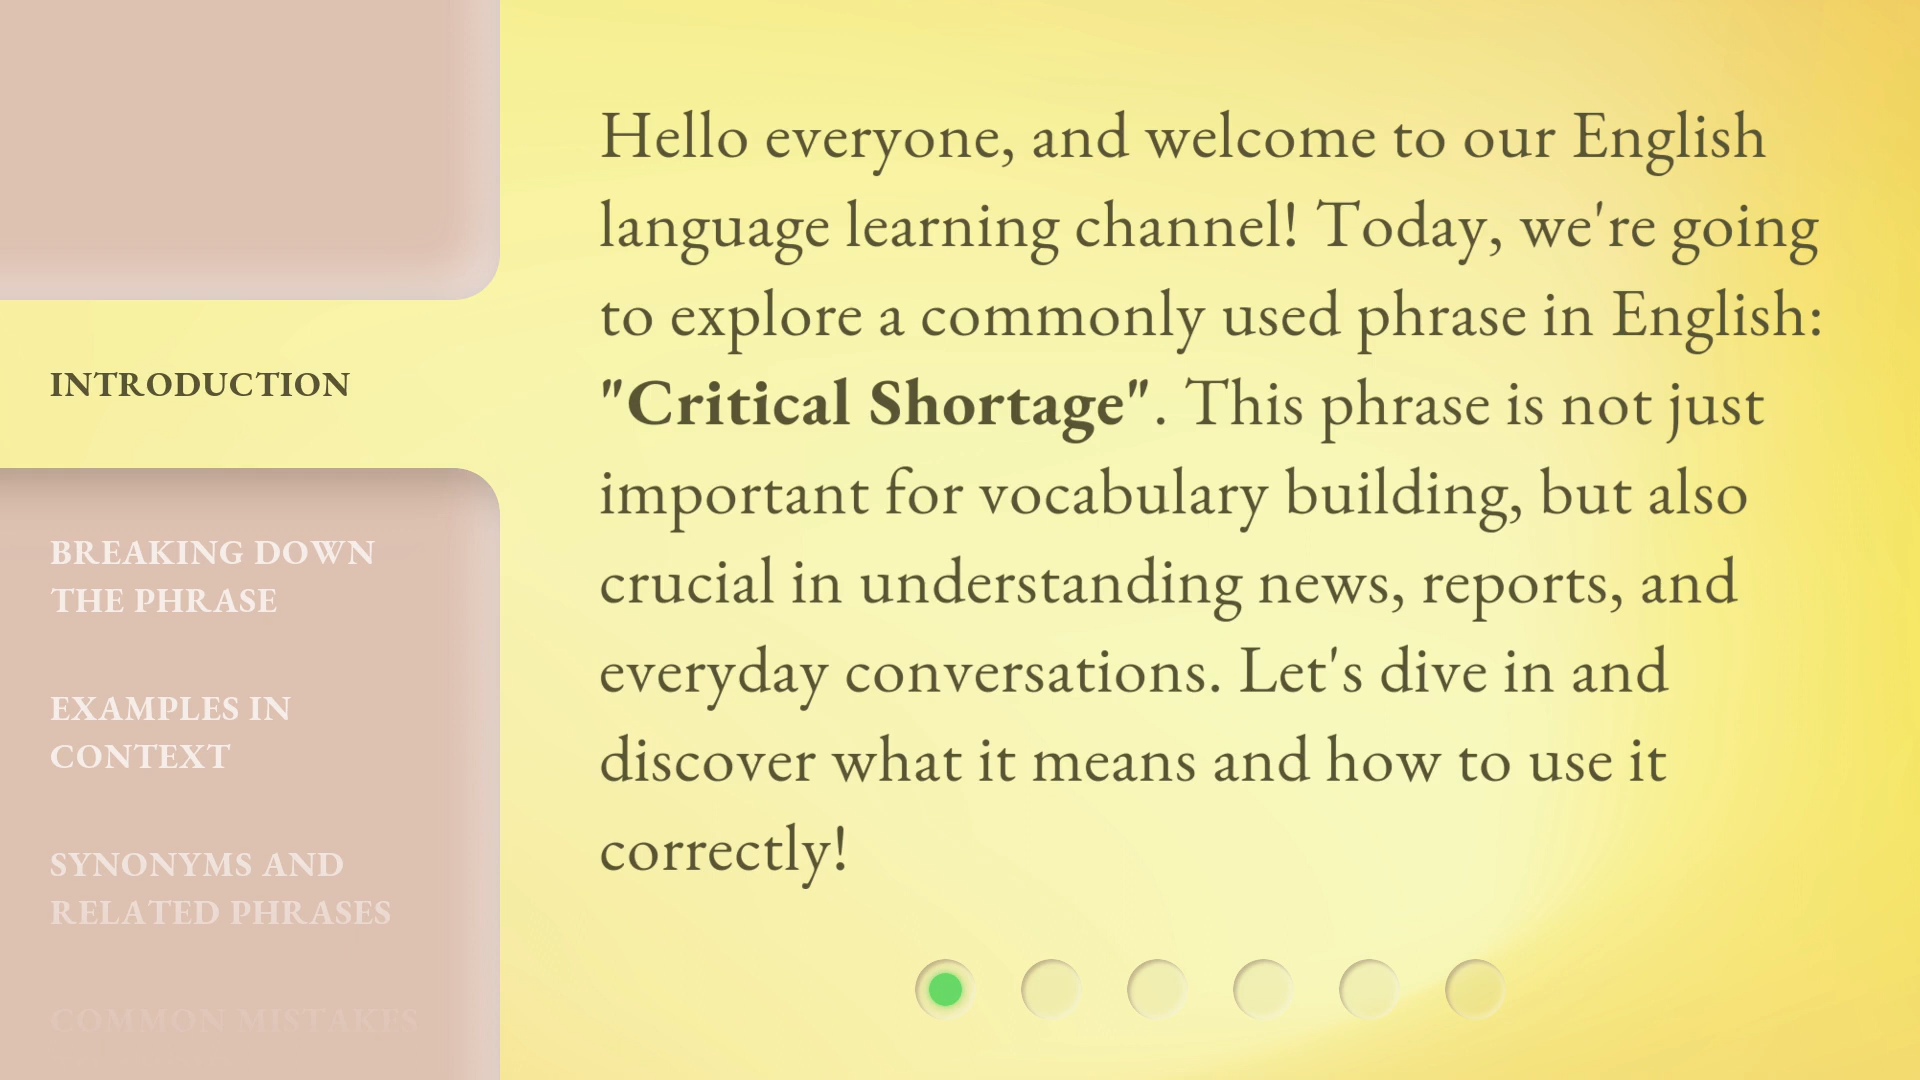 INTRODUCTION
BREAKING DOWN
THE PHRASE
EXAMPLES IN
CONTEXT
SYNONYMS AND
RELATED PHRASES
COMMON MISTAKES
Hello everyone, and welcome to our English
language learning channel! Today, we're going
to explore a commonly used phrase in English:
"Critical Shortage". This phrase is not just
important for vocabulary building, but also
crucial in understanding news, reports, and
everyday conversations. Let's dive in and
discover what it means and how to use it
correctly!